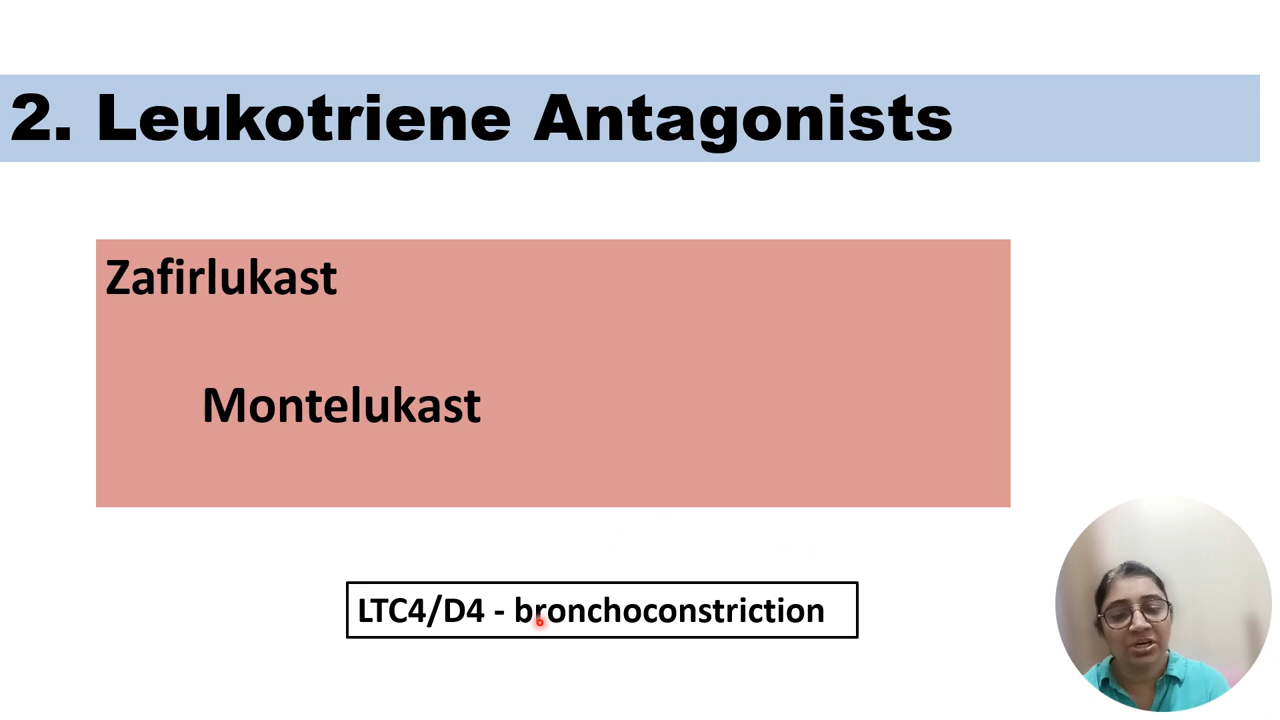 2. Leukotriene Antagonists
Zafirlukast
Montelukast
LTC4/D4 - bronchoconstriction